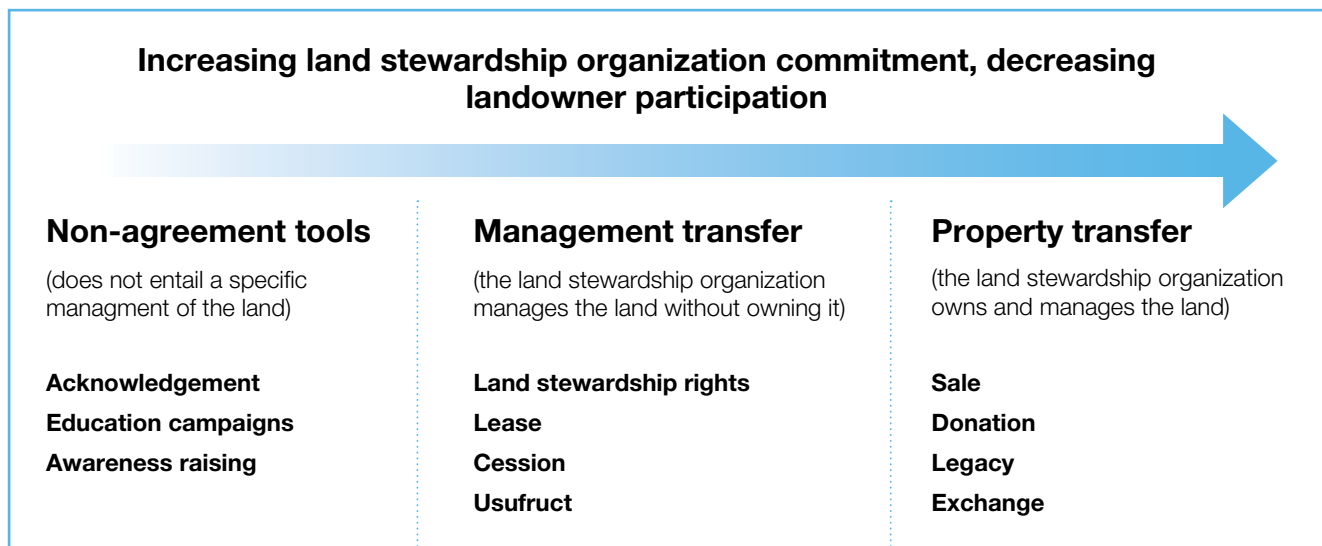 Increasing land stewardship organization commitment, decreasing
landowner participation
Non-agreement tools
(does not entail a specific
managment of the land)
Acknowledgement
Education campaigns
Awareness raising
Management transfer
(the land stewardship organization
manages the land without owning it)
Land stewardship rights
Lease
Cession
Usufruct
Property transfer
(the land stewardship organization
owns and manages the land)
Sale
Donation
Legacy
Exchange